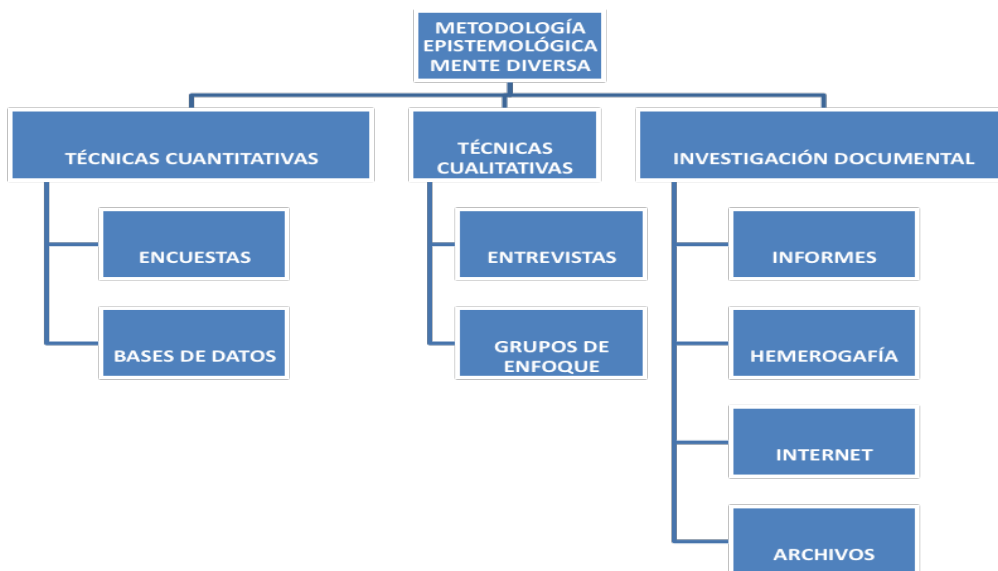 METODOLOGÍA
EPISTEMOLÓGICA
MENTE DIVERSA
TÉCNICAS CUANTITATIVAS
ENCUESTAS
BASES DE DATOS
TÉCNICAS
CUALITATIVAS
ENTREVISTAS
GRUPOS DE
ENFOQUE
INVESTIGACIÓN DOCUMENTAL
INFORMES
HEMEROGAFÍA
INTERNET
ARCHIVOS